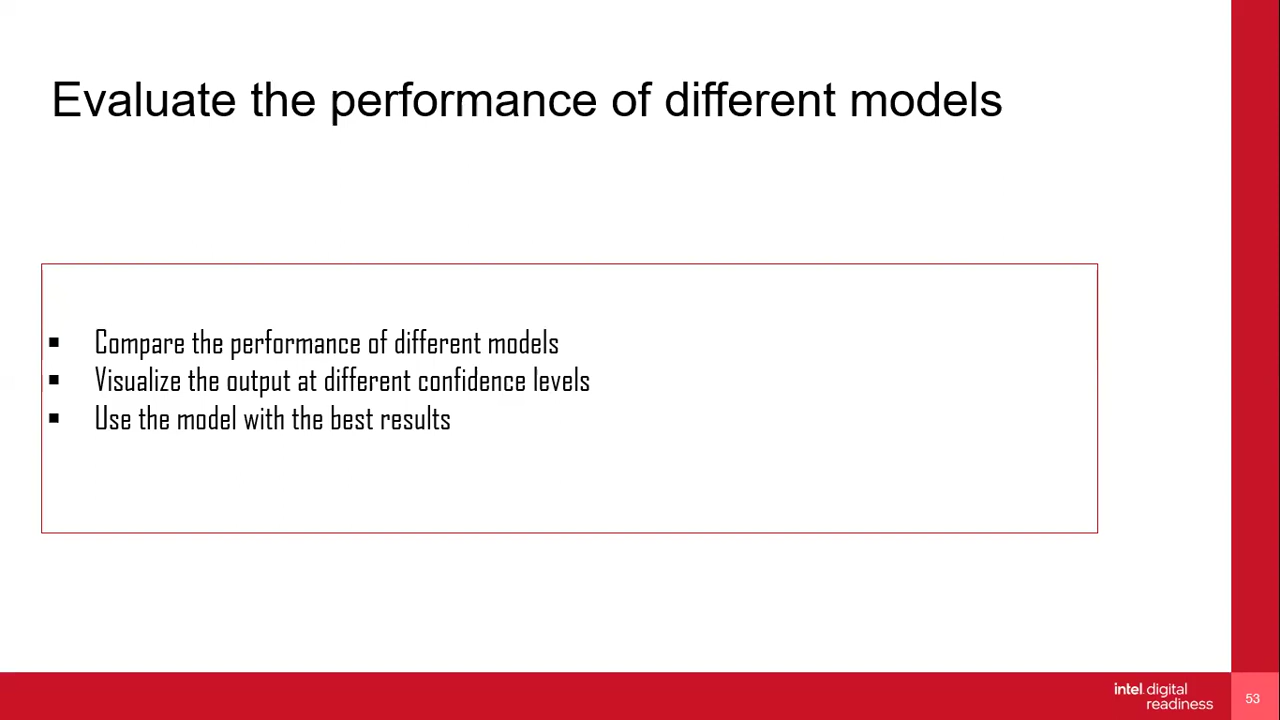 Evaluate the performance of different models
▪ Compare the performance of different models
▪ Visualize the output at different confidence levels
▪ Use the model with the best results
intel. digital
readiness
53